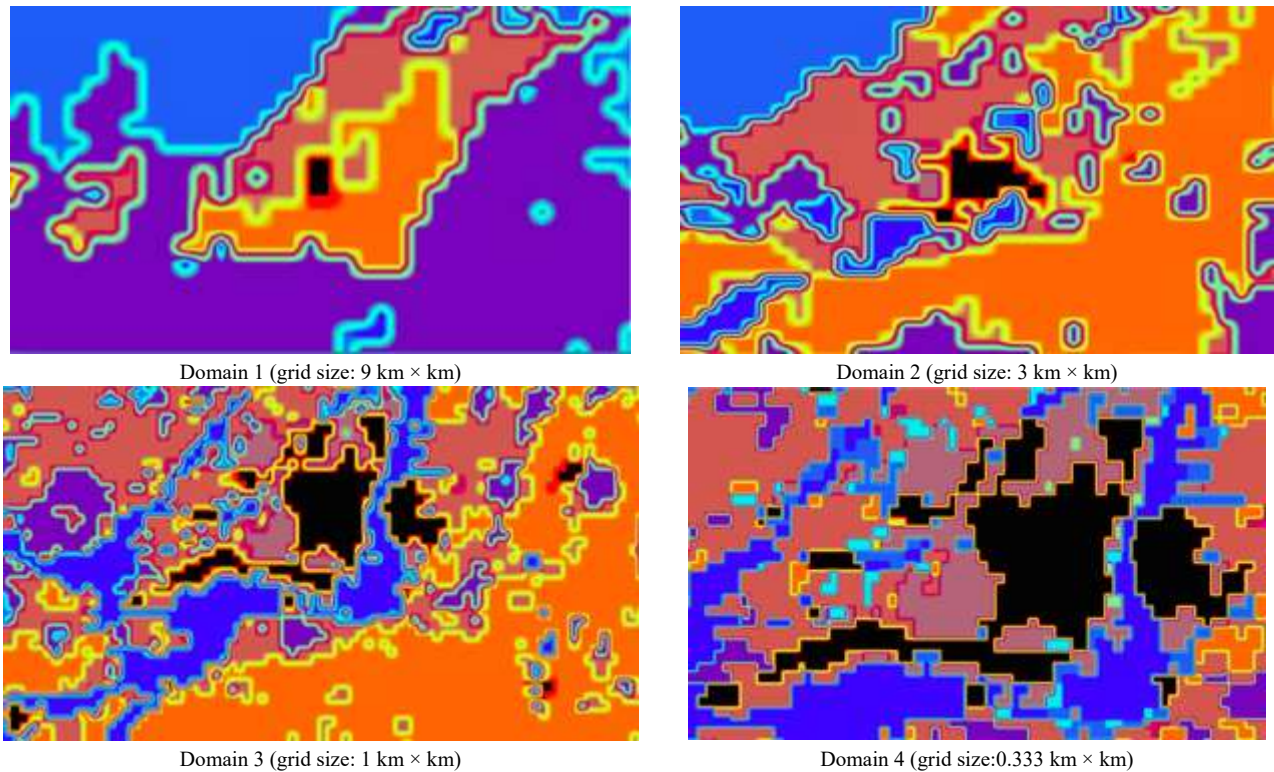 Domain 1 (grid size: 9 km × km)
Domain 2 (grid size: 3 km × km)
Domain 3 (grid size: 1 km × km)
Domain 4 (grid size:0.333 km × km)